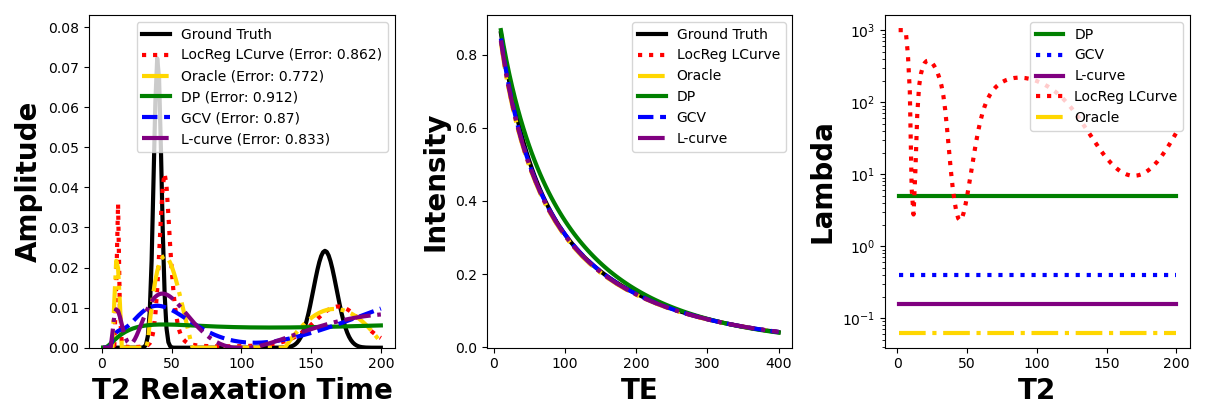 Amplitude
0.08
0.07
0.06
0.05
0.04
0.03
0.02
0.01
0.00
Ground Truth
LocReg LCurve (Error: 0.862)
Oracle (Error: 0.772)
DP (Error: 0.912)
GCV (Error: 0.87)
L-curve (Error: 0.833)
0 50 100 150 200
T2 Relaxation Time
Intensity
0.8
0.6
0.4
0.2
0.0
Ground Truth
LocReg LCurve
Oracle
DP
GCV
L-curve
0 100 200 300 400
TE
Lambda
10³
10²
10¹
10⁰
10⁻¹
DP
GCV
L-curve
LocReg LCurve
Oracle
0 50 100 150 200
T2